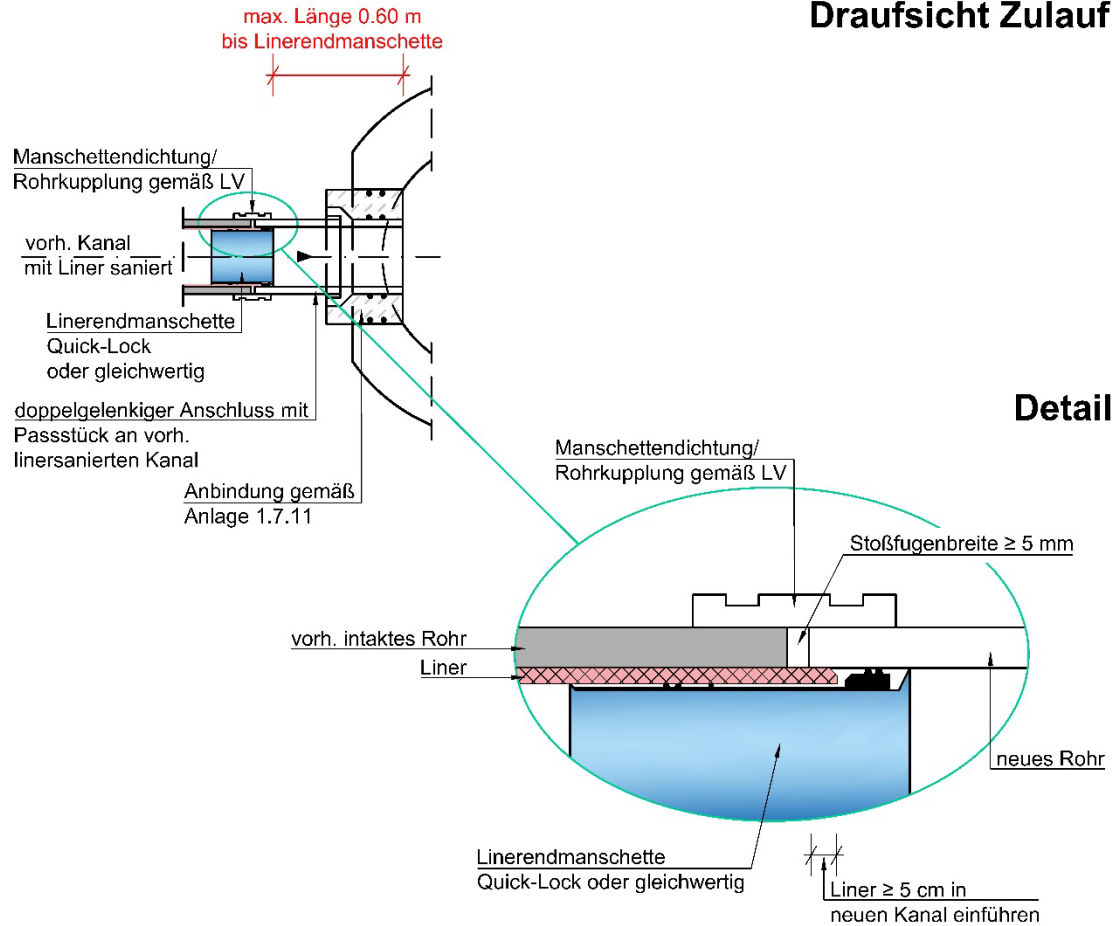 Draufsicht Zulauf
max. Länge 0.60 m
bis Linerendmanschette
Manschettendichtung/
Rohrkupplung gemäß LV
vorh. Kanal
mit Liner saniert
Linerendmanschette
Quick-Lock
oder gleichwertig
doppelgelenkiger Anschluss mit
Passstück an vorh.
linersanierten Kanal
Anbindung gemäß
Anlage 1.7.11
Detail
Manschettendichtung/
Rohrkupplung gemäß LV
Stoßfugenbreite ≥ 5 mm
vorh. intaktes Rohr
Liner
neues Rohr
Linerendmanschette
Quick-Lock oder gleichwertig
Liner ≥ 5 cm in
neuen Kanal einführen